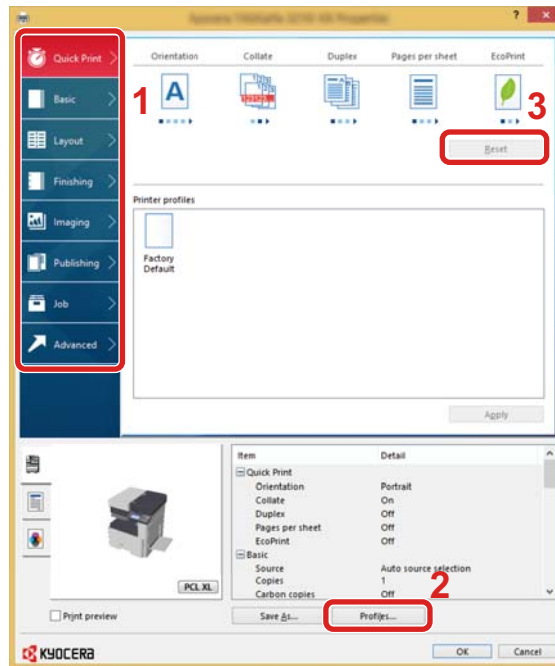 ?
Quick Print
Basic
Layout
Finishing
Imaging
Publishing
Job
Advanced
1
Orientation Collate Duplex Pages per sheet EcoPrint
A
123123...
3
Reset
Printer profiles
Factory
Default
Apply
Item Detail
Quick Print
Orientation Portrait
Collate On
Duplex Off
Pages per sheet Off
EcoPrint Off
Basic
Source Auto source selection
Copies 1
Carbon copies Off
2
PCL XL
Print preview
Save As... Profiles...
KYOCERA
OK Cancel